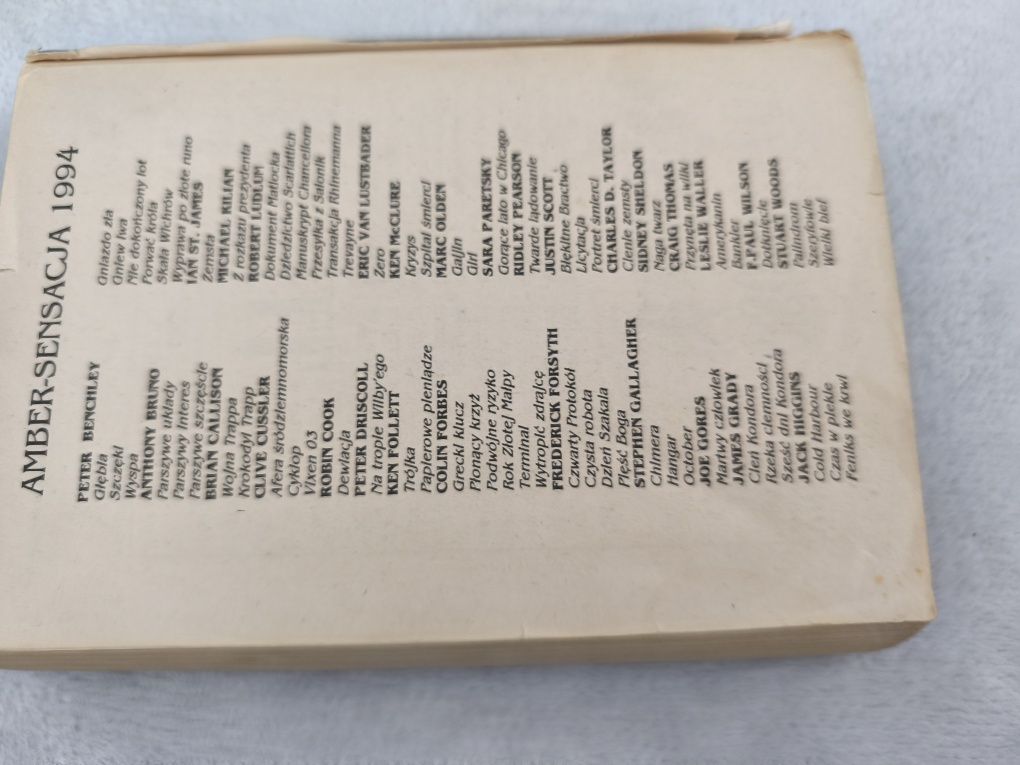 AMBER-SENSACJA 1994
PETER BENCHLEY
Głębia
Szczęki
Wyspa
ANTHONY BRUNO
Parszywe układy
Parszywy interes
Parszywe szczęście
BRIAN CALLISON
Wojna Trappa
Krokodyl Trapp
CLIVE CUSSLER
Afera śródziemnomorska
Cyklop
Vixen 03
ROBIN COOK
Dewiacja
PETER DRISCOLL
Na tropie Wilby'ego
KEN FOLLETT
Trójka
Papierowe pieniądze
COLIN FORBES
Grecki klucz
Płonący krzyż
Podwójne ryzyko
Rok Złotej Małpy
Terminal
Wytropić zdrajcę
FREDERICK FORSYTH
Czwarty Protokół
Czysta robota
Dzień Szakala
Pięść Boga
STEPHEN GALLAGHER
Chimera
Hangar
October
JOE GORES
Martwy człowiek
JAMES GRADY
Cień Kondora
Rzeka ciemności
Sześć dni Kondora
JACK HIGGINS
Cold Harbour
Czas w piekle
Feniks we krwi
Gniazdo zła
Gniew lwa
Nie dokończony lot
Porwać króla
Skała Wichrów
Wyprawa po złote runo
IAN ST. JAMES
Zemsta
MICHAEL KILIAN
Z rozkazu prezydenta
ROBERT LUDLUM
Dokument Matlocka
Dziedzictwo Scarlattich
Manuskrypt Chancellora
Przesyłka z Salonik
Transakcja Rhinemanna
Trevayne
ERIC VAN LUSTBADER
Zero
KEN McCLURE
Kryzys
Szpital śmierci
MARC OLDEN
Gaijin
Giri
SARA PARETSKY
Gorące lato w Chicago
RIDLEY PEARSON
Twarde lądowanie
JUSTIN SCOTT
Błękitne Bractwo
Licytacja
Portret śmierci
CHARLES D. TAYLOR
Cienie zemsty
SIDNEY SHELDON
Naga twarz
CRAIG THOMAS
Przynęta na wilki
LESLIE WALLER
Amerykanin
Bankier
F.PAUL WILSON
Dotknięcie
STUART WOODS
Palindrom
Szeryfowie
Wielki biel